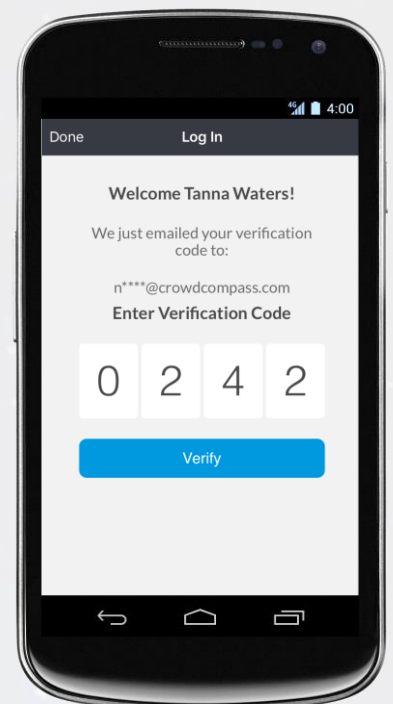 4G 4:00
Done Log In
Welcome Tanna Waters!
We just emailed your verification
code to:
n****@crowdcompass.com
Enter Verification Code
0 2 4 2
Verify